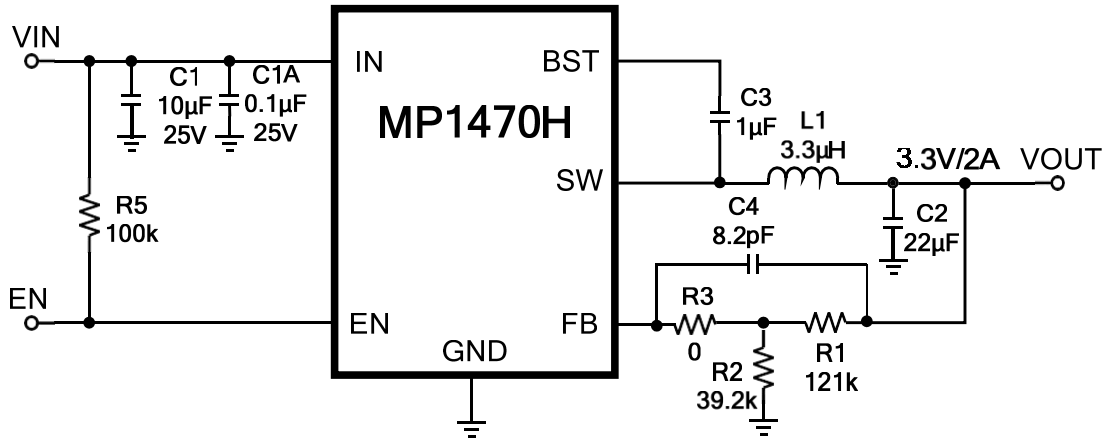 VIN
C1
10µF
25V
C1A
0.1µF
25V
R5
100k
EN
IN
BST
MP1470H
SW
EN
FB
GND
C3
1µF
L1
3.3µH
3.3V/2A
VOUT
C2
22µF
C4
8.2pF
R3
0
R2
39.2k
R1
121k